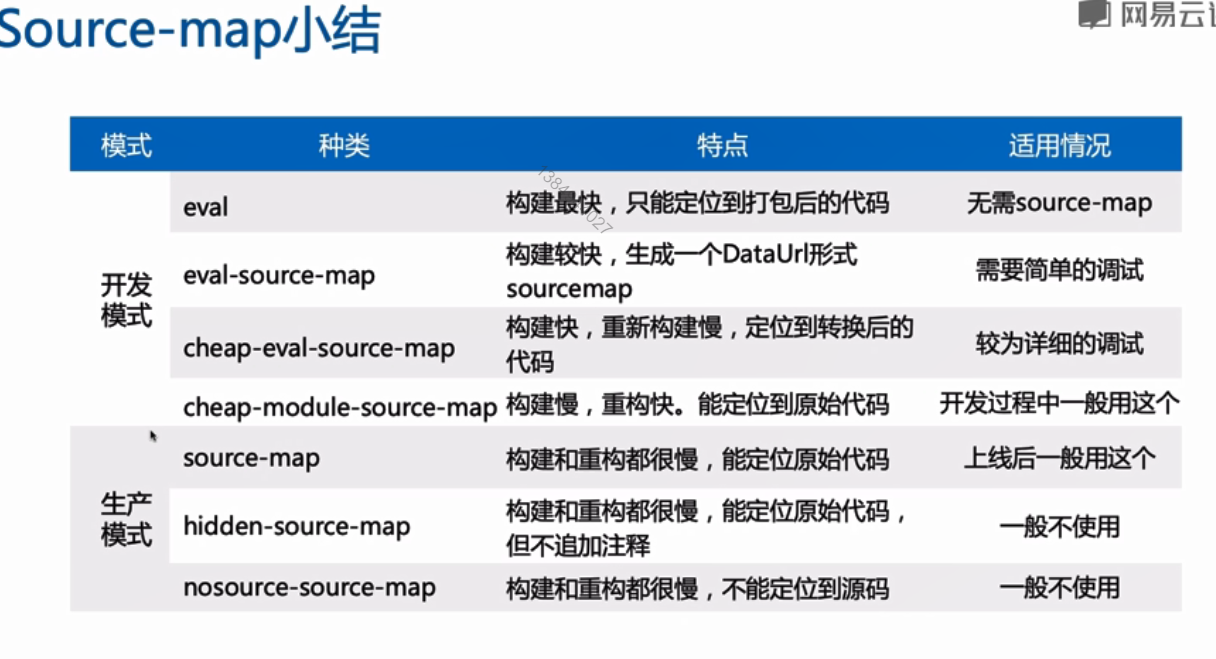 Source-map小结
网易云
模式 种类 特点 适用情况
开发
模式
eval 构建最快，只能定位到打包后的代码 无需source-map
eval-source-map 构建较快，生成一个DataUrl形式
sourcemap 需要简单的调试
cheap-eval-source-map 构建快，重新构建慢，定位到转换后的
代码 较为详细的调试
cheap-module-source-map 构建慢，重构快。能定位到原始代码 开发过程中一般用这个
生产
模式
source-map 构建和重构都很慢，能定位原始代码 上线后一般用这个
hidden-source-map 构建和重构都很慢，能定位原始代码，
但不追加注释 一般不使用
nosource-source-map 构建和重构都很慢，不能定位到源码 一般不使用